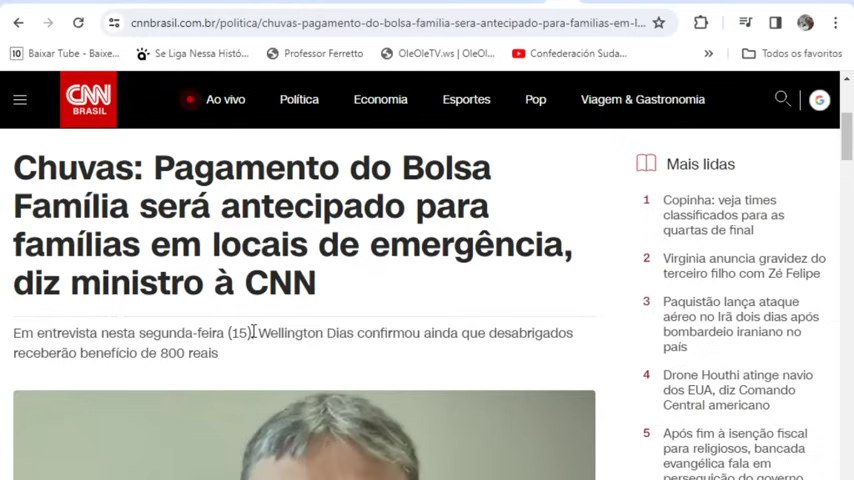 cnnbrasil.com.br/politica/chuvas-pagamento-do-bolsa-familia-sera-antecipado-para-familias-em-l...
Baixar Tube - Baixe...
Se Liga Nessa Histó...
Professor Ferretto
OleOleTV.ws | OleOl...
Confederación Suda...
»
Todos os favoritos
CNN
BRASIL
Ao vivo
Política
Economia
Esportes
Pop
Viagem & Gastronomia
G
Chuvas: Pagamento do Bolsa
Família será antecipado para
famílias em locais de emergência,
diz ministro à CNN
Em entrevista nesta segunda-feira (15), Wellington Dias confirmou ainda que desabrigados
receberão benefício de 800 reais
Mais lidas
1 Copinha: veja times
classificados para as
quartas de final
2 Virginia anuncia gravidez do
terceiro filho com Zé Felipe
3 Paquistão lança ataque
aéreo no Irã dois dias após
bombardeio iraniano no
país
4 Drone Houthi atinge navio
dos EUA, diz Comando
Central americano
5 Após fim à isenção fiscal
para religiosos, bancada
evangélica fala em
perseguição do governo